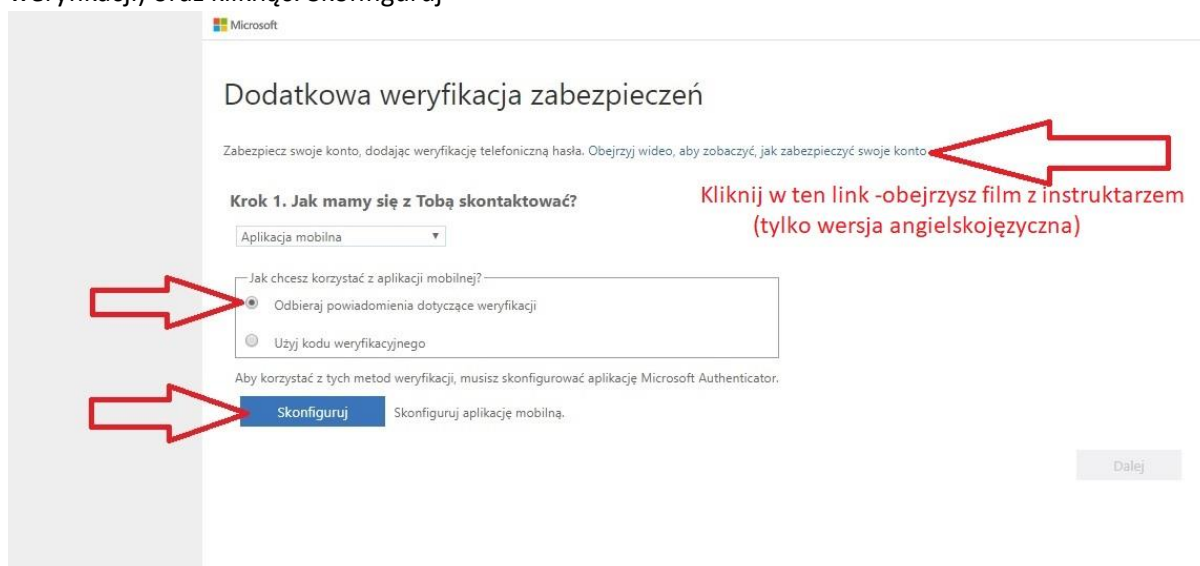 weryfikacji) oraz kliknąć: Skonfiguruj
Microsoft
Dodatkowa weryfikacja zabezpieczeń
Zabezpiecz swoje konto, dodając weryfikację telefoniczną hasła. Obejrzyj wideo, aby zobaczyć, jak zabezpieczyć swoje konto
Kliknij w ten link -obejrzysz film z instruktarzem
(tylko wersja angielskojęzyczna)
Krok 1. Jak mamy się z Tobą skontaktować?
Aplikacja mobilna
Jak chcesz korzystać z aplikacji mobilnej?
Odbieraj powiadomienia dotyczące weryfikacji
Użyj kodu weryfikacyjnego
Aby korzystać z tych metod weryfikacji, musisz skonfigurować aplikację Microsoft Authenticator.
Skonfiguruj Skonfiguruj aplikację mobilną.
Dalej